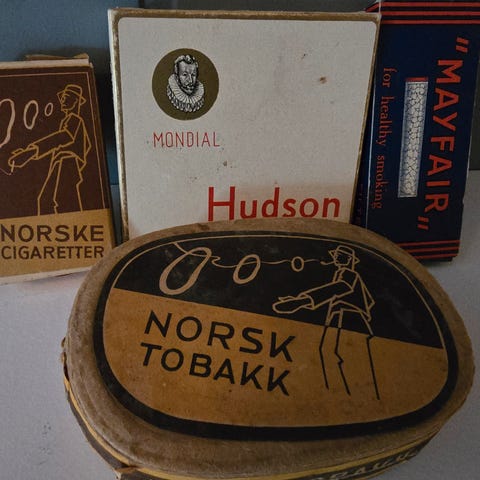 NORSKE
CIGARETTER
MONDIAL
Hudson
"MAYFAIR"
for healthy smoking
NORSK
TOBAKK